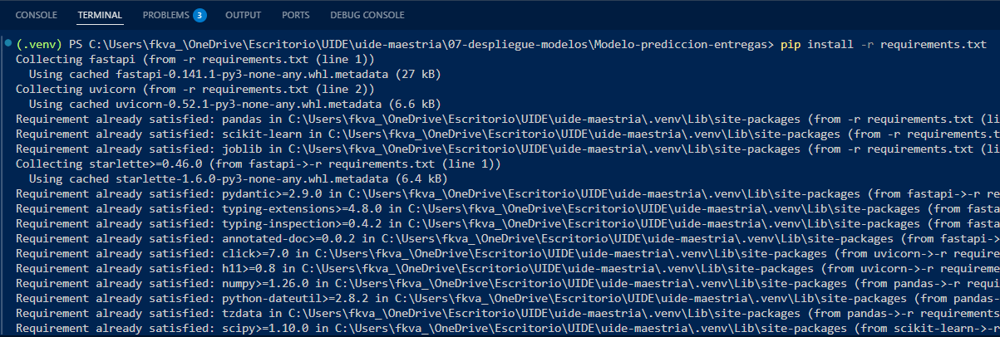 CONSOLE TERMINAL PROBLEMS 3 OUTPUT PORTS DEBUG CONSOLE
(.venv) PS C:\Users\fkva_\OneDrive\Escritorio\UIDE\uide-maestria\07-despliegue-modelos\Modelo-prediccion-entregas> pip install -r requirements.txt
Collecting fastapi (from -r requirements.txt (line 1))
  Using cached fastapi-0.141.1-py3-none-any.whl.metadata (27 kB)
Collecting uvicorn (from -r requirements.txt (line 2))
  Using cached uvicorn-0.52.1-py3-none-any.whl.metadata (6.6 kB)
Requirement already satisfied: pandas in C:\Users\fkva_\OneDrive\Escritorio\UIDE\uide-maestria\.venv\Lib\site-packages (from -r requirements.txt (li
Requirement already satisfied: scikit-learn in C:\Users\fkva_\OneDrive\Escritorio\UIDE\uide-maestria\.venv\Lib\site-packages (from -r requirements.t
Requirement already satisfied: joblib in C:\Users\fkva_\OneDrive\Escritorio\UIDE\uide-maestria\.venv\Lib\site-packages (from -r requirements.txt (li
Collecting starlette>=0.46.0 (from fastapi->-r requirements.txt (line 1))
  Using cached starlette-1.6.0-py3-none-any.whl.metadata (6.4 kB)
Requirement already satisfied: pydantic>=2.9.0 in C:\Users\fkva_\OneDrive\Escritorio\UIDE\uide-maestria\.venv\Lib\site-packages (from fastapi->-r re
Requirement already satisfied: typing-extensions>=4.8.0 in C:\Users\fkva_\OneDrive\Escritorio\UIDE\uide-maestria\.venv\Lib\site-packages (from fasta
Requirement already satisfied: typing-inspection>=0.4.2 in C:\Users\fkva_\OneDrive\Escritorio\UIDE\uide-maestria\.venv\Lib\site-packages (from fasta
Requirement already satisfied: annotated-doc>=0.0.2 in C:\Users\fkva_\OneDrive\Escritorio\UIDE\uide-maestria\.venv\Lib\site-packages (from fastapi->
Requirement already satisfied: click>=7.0 in C:\Users\fkva_\OneDrive\Escritorio\UIDE\uide-maestria\.venv\Lib\site-packages (from uvicorn->-r require
Requirement already satisfied: h11>=0.8 in C:\Users\fkva_\OneDrive\Escritorio\UIDE\uide-maestria\.venv\Lib\site-packages (from uvicorn->-r requireme
Requirement already satisfied: numpy>=1.26.0 in C:\Users\fkva_\OneDrive\Escritorio\UIDE\uide-maestria\.venv\Lib\site-packages (from pandas->-r requi
Requirement already satisfied: python-dateutil>=2.8.2 in C:\Users\fkva_\OneDrive\Escritorio\UIDE\uide-maestria\.venv\Lib\site-packages (from pandas-
Requirement already satisfied: tzdata in C:\Users\fkva_\OneDrive\Escritorio\UIDE\uide-maestria\.venv\Lib\site-packages (from pandas->-r requirements
Requirement already satisfied: scipy>=1.10.0 in C:\Users\fkva_\OneDrive\Escritorio\UIDE\uide-maestria\.venv\Lib\site-packages (from scikit-learn->-r